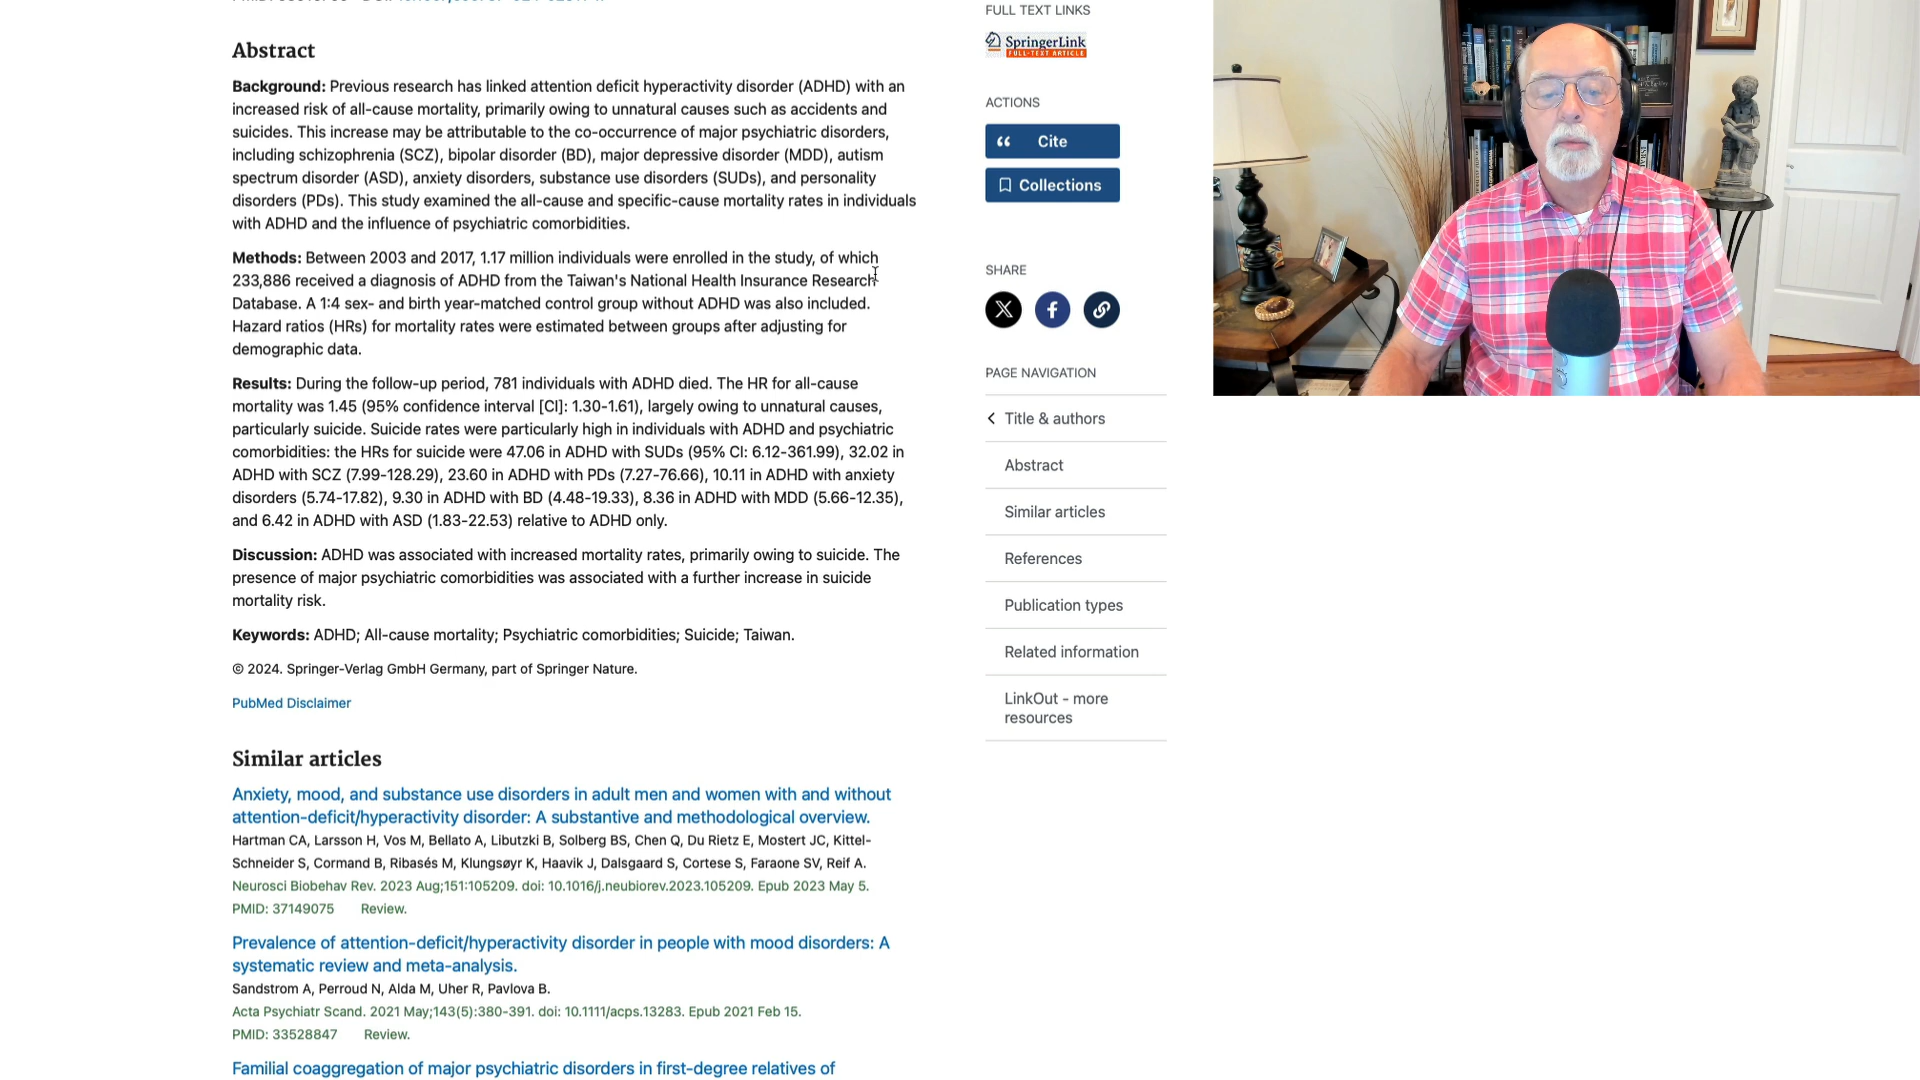 Abstract
Background: Previous research has linked attention deficit hyperactivity disorder (ADHD) with an
increased risk of all-cause mortality, primarily owing to unnatural causes such as accidents and
suicides. This increase may be attributable to the co-occurrence of major psychiatric disorders,
including schizophrenia (SCZ), bipolar disorder (BD), major depressive disorder (MDD), autism
spectrum disorder (ASD), anxiety disorders, substance use disorders (SUDs), and personality
disorders (PDs). This study examined the all-cause and specific-cause mortality rates in individuals
with ADHD and the influence of psychiatric comorbidities.
Methods: Between 2003 and 2017, 1.17 million individuals were enrolled in the study, of which
233,886 received a diagnosis of ADHD from the Taiwan's National Health Insurance Research
Database. A 1:4 sex- and birth year-matched control group without ADHD was also included.
Hazard ratios (HRs) for mortality rates were estimated between groups after adjusting for
demographic data.
Results: During the follow-up period, 781 individuals with ADHD died. The HR for all-cause
mortality was 1.45 (95% confidence interval [CI]: 1.30-1.61), largely owing to unnatural causes,
particularly suicide. Suicide rates were particularly high in individuals with ADHD and psychiatric
comorbidities: the HRs for suicide were 47.06 in ADHD with SUDs (95% CI: 6.12-361.99), 32.02 in
ADHD with SCZ (7.99-128.29), 23.60 in ADHD with PDs (7.27-76.66), 10.11 in ADHD with anxiety
disorders (5.74-17.82), 9.30 in ADHD with BD (4.48-19.33), 8.36 in ADHD with MDD (5.66-12.35),
and 6.42 in ADHD with ASD (1.83-22.53) relative to ADHD only.
Discussion: ADHD was associated with increased mortality rates, primarily owing to suicide. The
presence of major psychiatric comorbidities was associated with a further increase in suicide
mortality risk.
Keywords: ADHD; All-cause mortality; Psychiatric comorbidities; Suicide; Taiwan.
© 2024. Springer-Verlag GmbH Germany, part of Springer Nature.
PubMed Disclaimer
Similar articles
Anxiety, mood, and substance use disorders in adult men and women with and without
attention-deficit/hyperactivity disorder: A substantive and methodological overview.
Hartman CA, Larsson H, Vos M, Bellato A, Libutzki B, Solberg BS, Chen Q, Du Rietz E, Mostert JC, Kittel-
Schneider S, Cormand B, Ribasés M, Klungsøyr K, Haavik J, Dalsgaard S, Cortese S, Faraone SV, Reif A.
Neurosci Biobehav Rev. 2023 Aug;151:105209. doi: 10.1016/j.neubiorev.2023.105209. Epub 2023 May 5.
PMID: 37149075 Review.
Prevalence of attention-deficit/hyperactivity disorder in people with mood disorders: A
systematic review and meta-analysis.
Sandstrom A, Perroud N, Alda M, Uher R, Pavlova B.
Acta Psychiatr Scand. 2021 May;143(5):380-391. doi: 10.1111/acps.13283. Epub 2021 Feb 15.
PMID: 33528847 Review.
Familial coaggregation of major psychiatric disorders in first-degree relatives of
FULL TEXT LINKS
SpringerLink
FULL-TEXT ARTICLE
ACTIONS
Cite
Collections
SHARE
PAGE NAVIGATION
Title & authors
Abstract
Similar articles
References
Publication types
Related information
LinkOut - more
resources